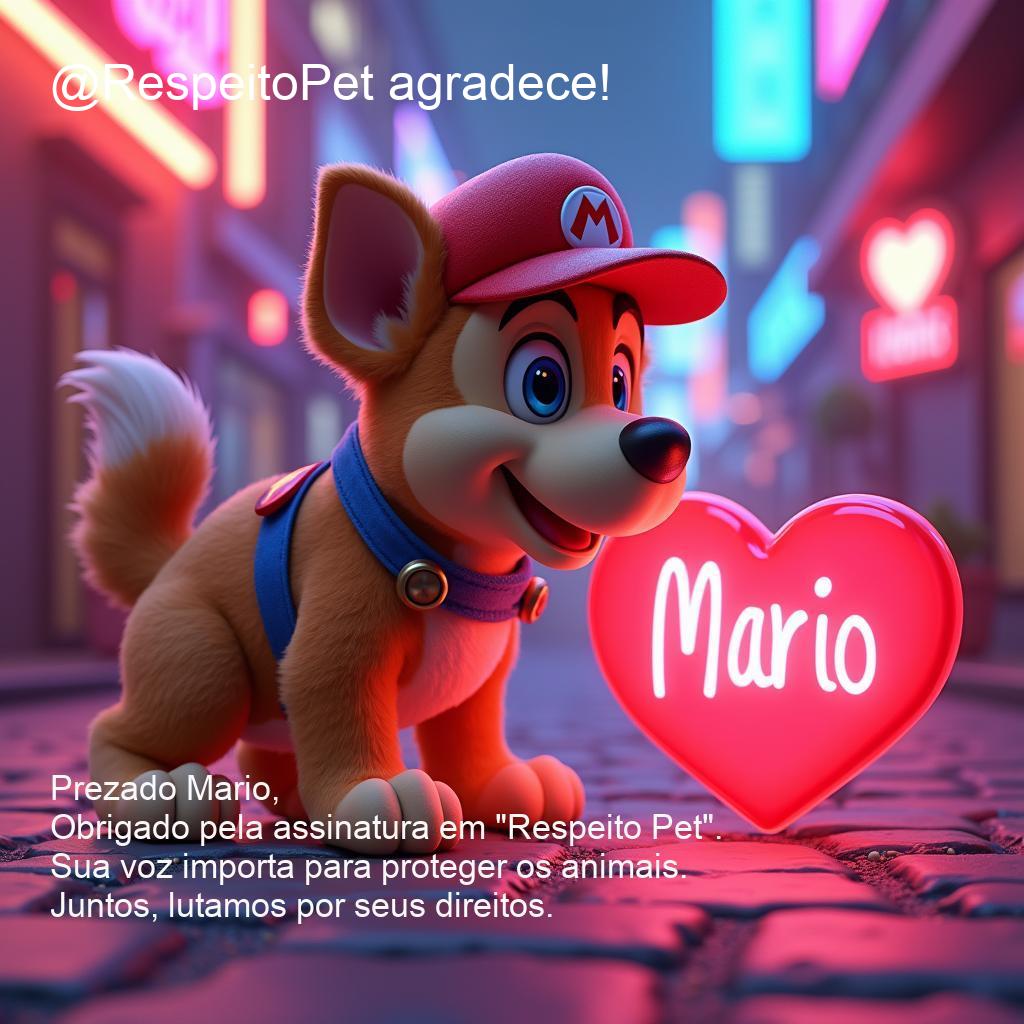 @RespeitoPet agradece!
M
Mario
Prezado Mario,
Obrigado pela assinatura em "Respeito Pet".
Sua voz importa para proteger os animais.
Juntos, lutamos por seus direitos.